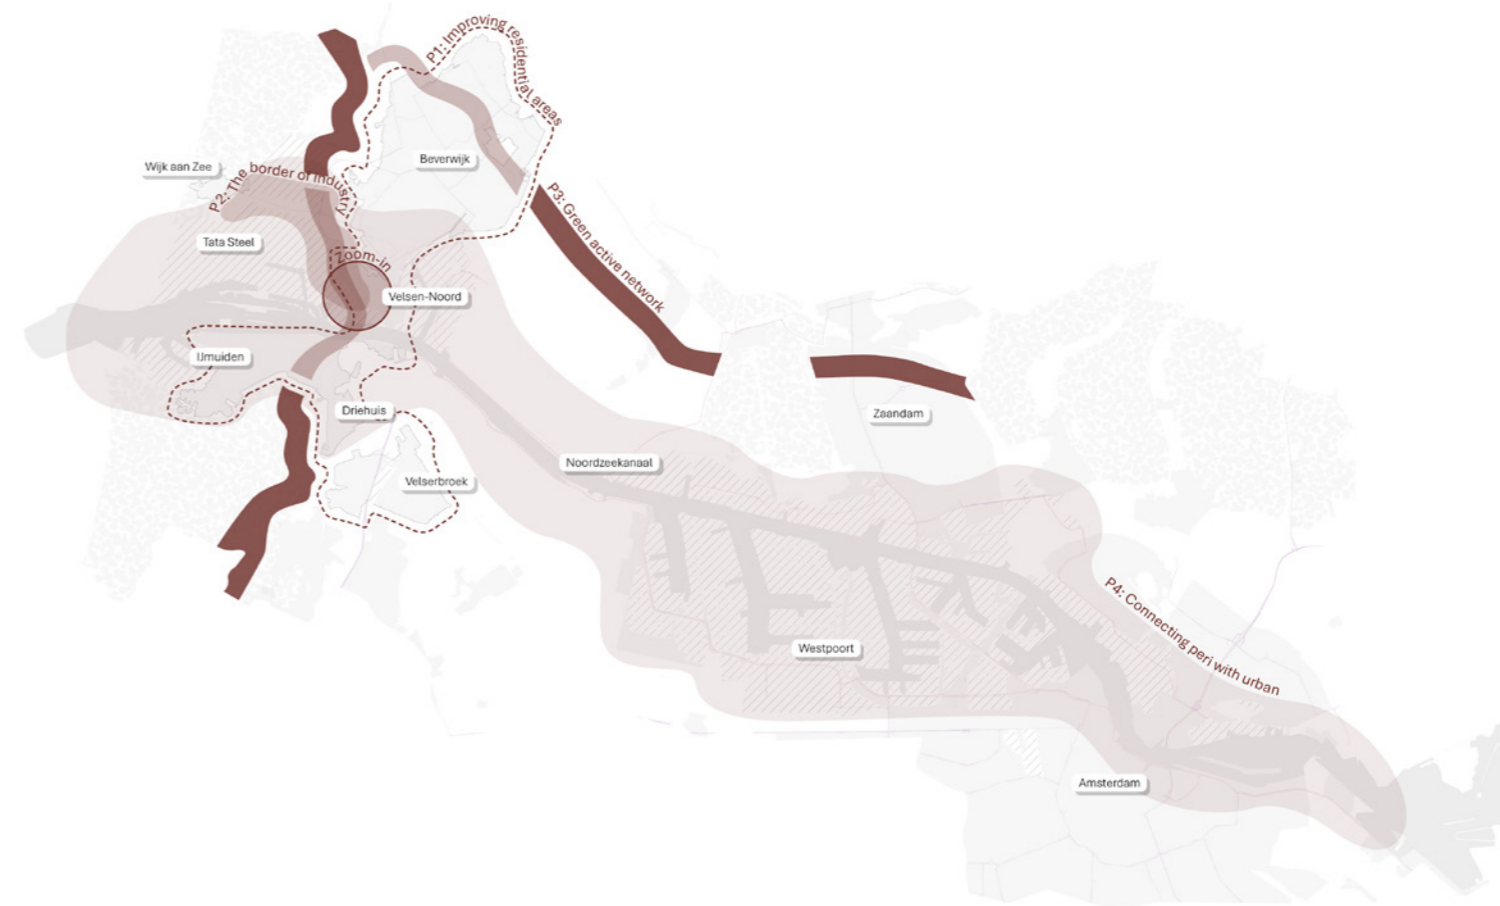 P1: Improving residential areas
Beverwijk
Wijk aan Zee
P2: The border of industry
P3: Green active network
Tata Steel
Zoom-in
Velsen-Noord
IJmuiden
Driehuis
Zaandam
Noordzeekanaal
Velserbroek
P4: Connecting peri with urban
Westpoort
Amsterdam